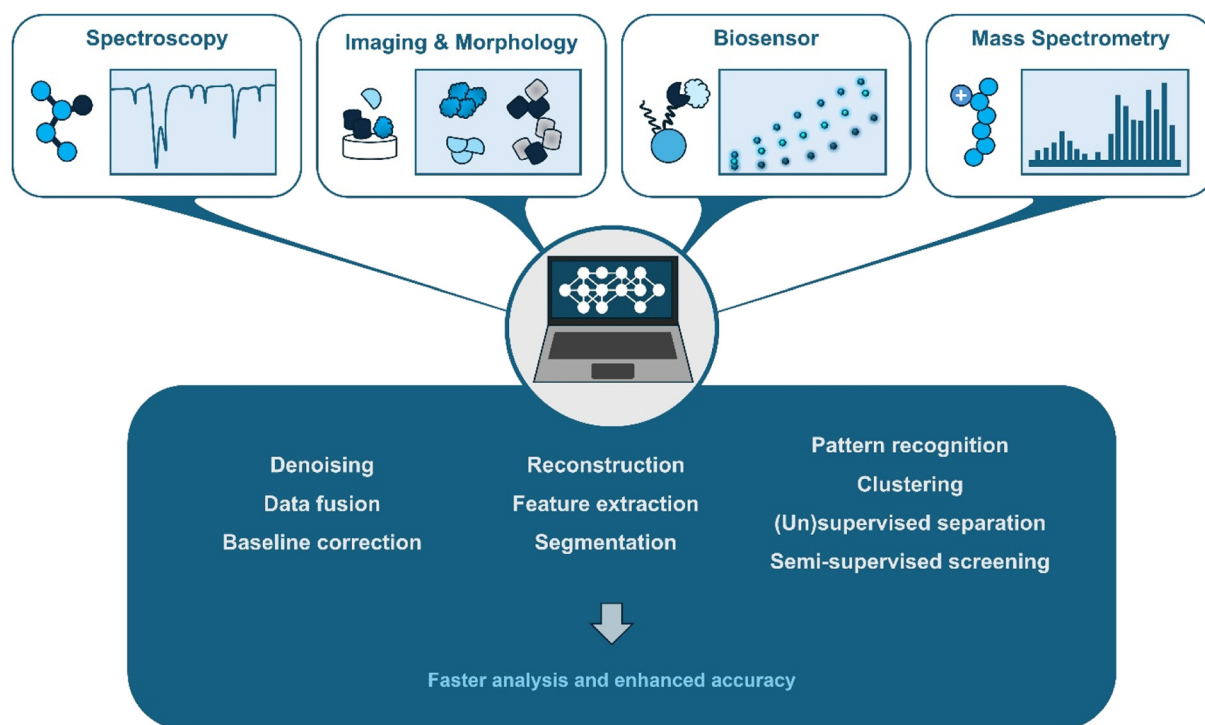 Spectroscopy
Imaging & Morphology
Biosensor
Mass Spectrometry
+
Denoising
Data fusion
Baseline correction
Reconstruction
Feature extraction
Segmentation
Pattern recognition
Clustering
(Un)supervised separation
Semi-supervised screening
Faster analysis and enhanced accuracy